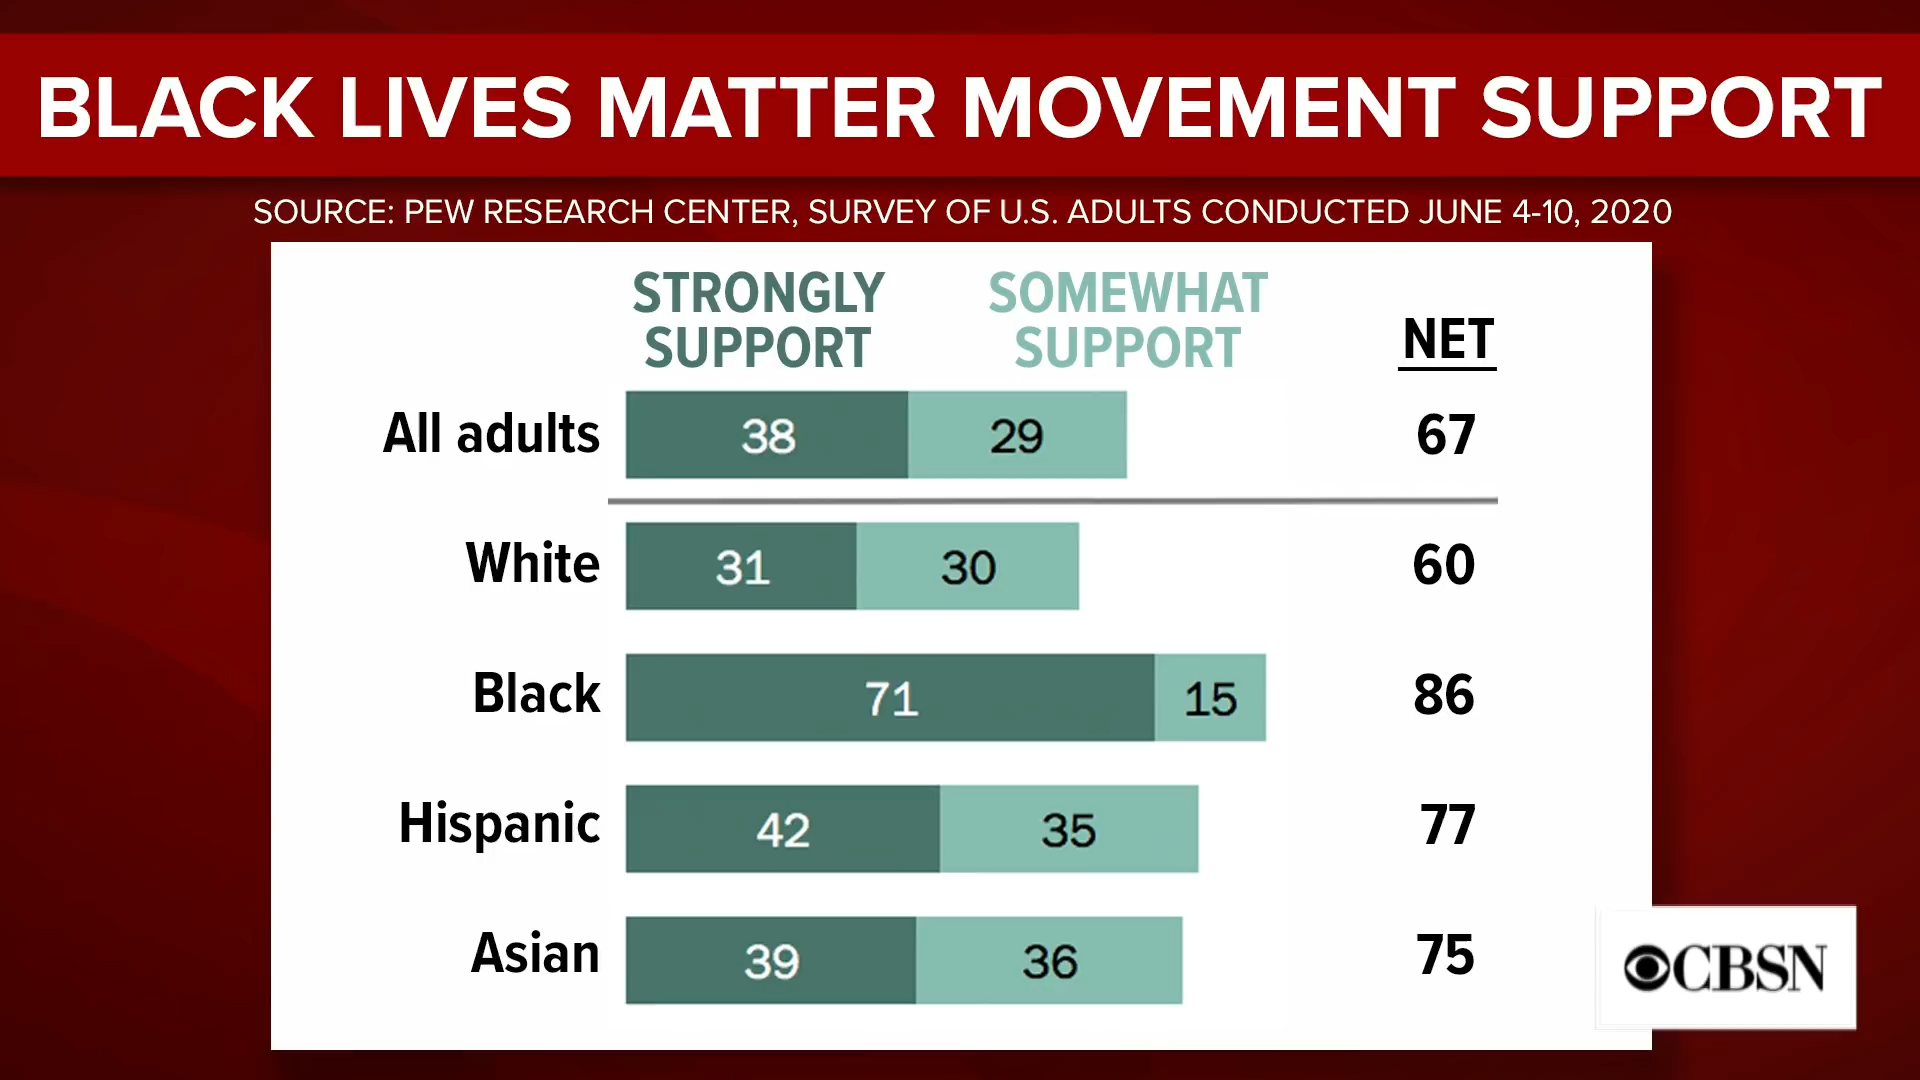 BLACK LIVES MATTER MOVEMENT SUPPORT
SOURCE: PEW RESEARCH CENTER, SURVEY OF U.S. ADULTS CONDUCTED JUNE 4-10, 2020
STRONGLY SUPPORT
SOMEWHAT SUPPORT
NET
All adults 38 29 67
White 31 30 60
Black 71 15 86
Hispanic 42 35 77
Asian 39 36 75
CBSN